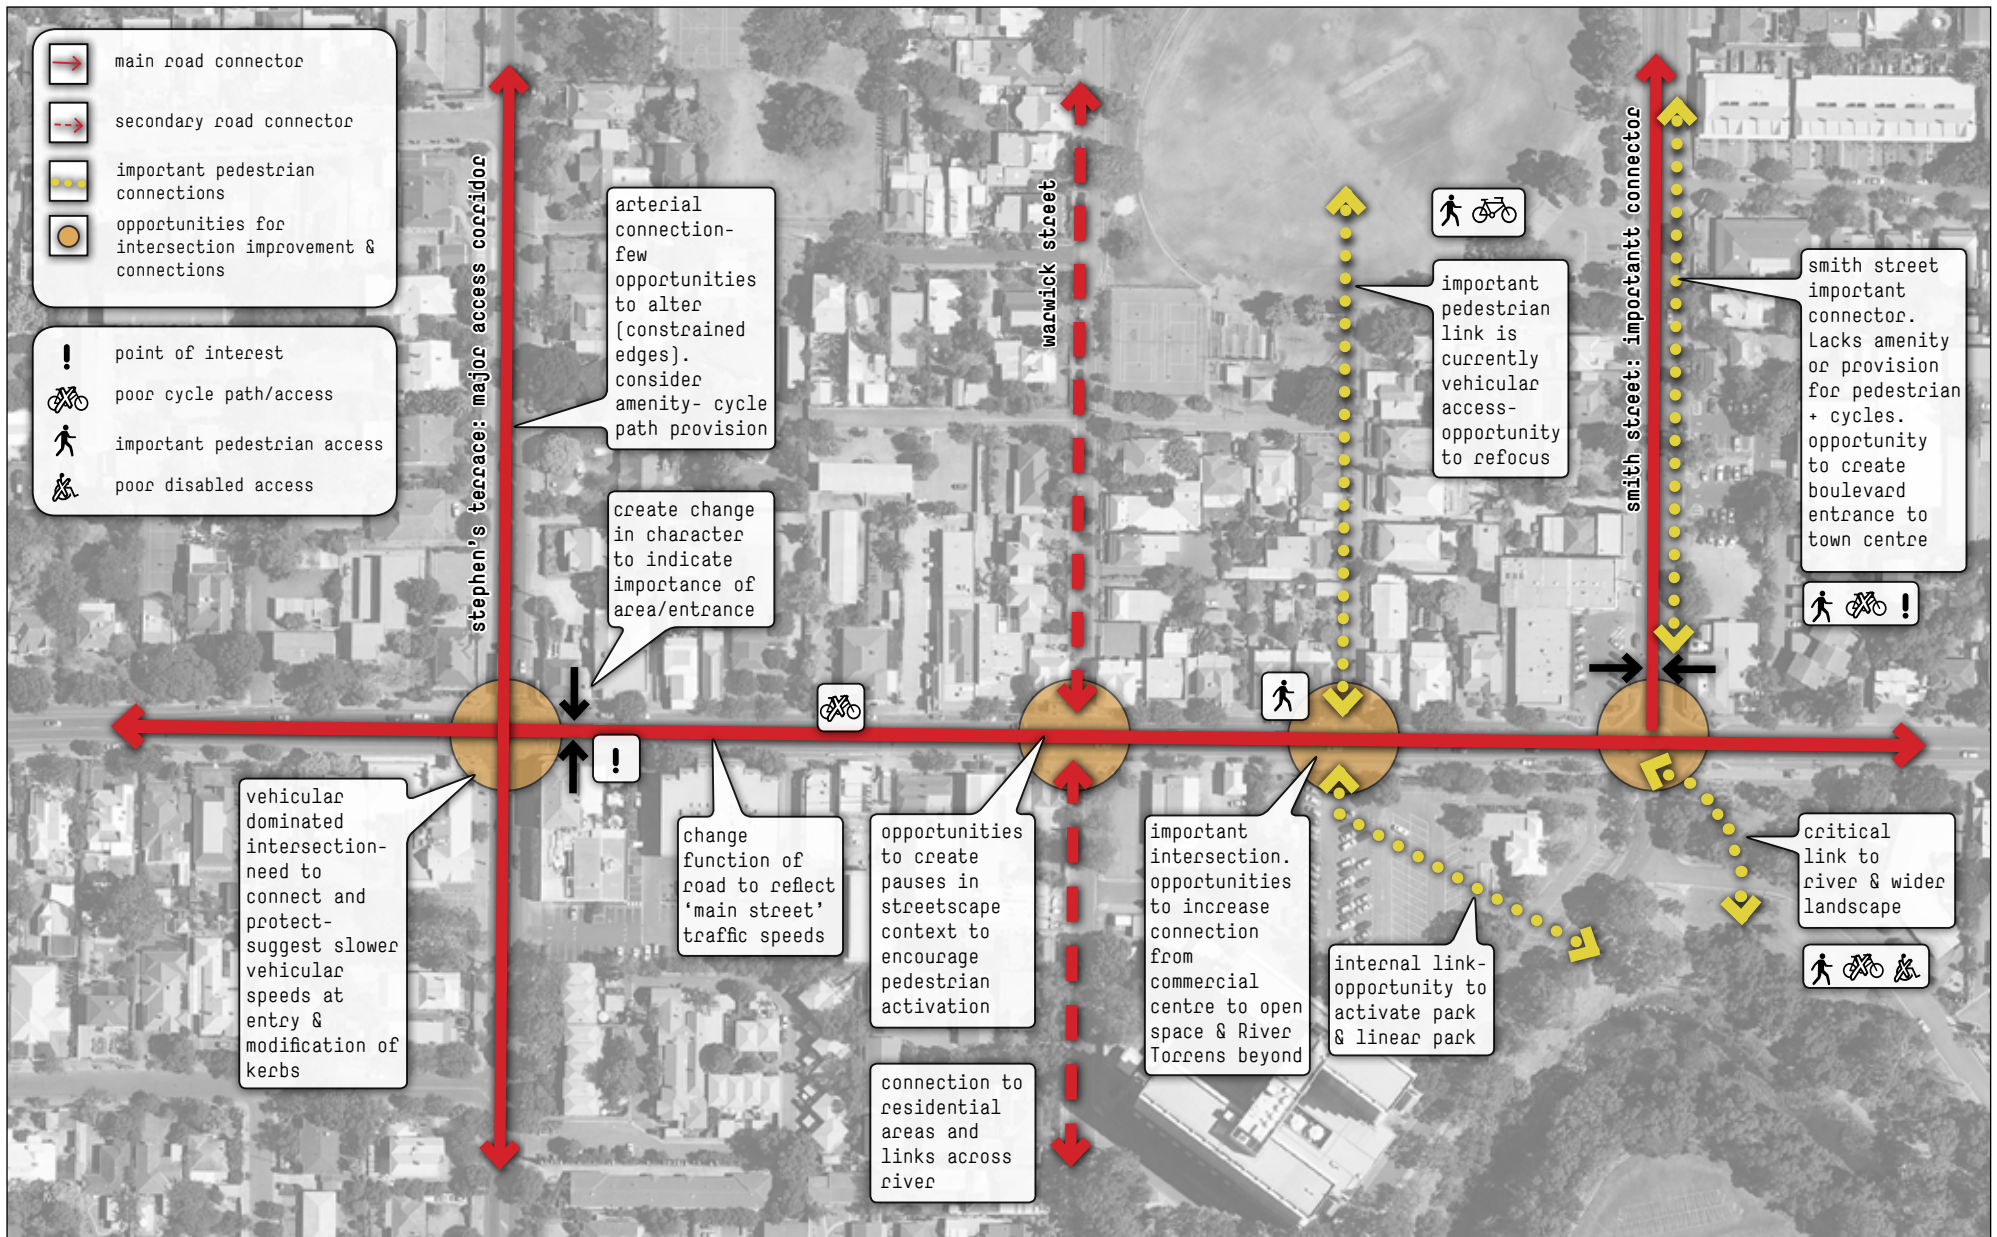 main road connector
secondary road connector
important pedestrian
connections
opportunities for
intersection improvement &
connections
point of interest
poor cycle path/access
important pedestrian access
poor disabled access
stephen's terrace: major access corridor
arterial
connection-
few
opportunities
to alter
(constrained
edges).
consider
amenity- cycle
path provision
create change
in character
to indicate
importance of
area/entrance
warwick street
important
pedestrian
link is
currently
vehicular
access-
opportunity
to refocus
smith street: importantt connector
smith street
important
connector.
Lacks amenity
or provision
for pedestrian
+ cycles.
opportunity
to create
boulevard
entrance to
town centre
!
!
vehicular
dominated
intersection-
need to
connect and
protect-
suggest slower
vehicular
speeds at
entry &
modification of
kerbs
change
function of
road to reflect
‘main street’
traffic speeds
opportunities
to create
pauses in
streetscape
context to
encourage
pedestrian
activation
connection to
residential
areas and
links across
river
important
intersection.
opportunities
to increase
connection
from
commercial
centre to open
space & River
Torrens beyond
internal link-
opportunity to
activate park
& linear park
critical
link to
river & wider
landscape